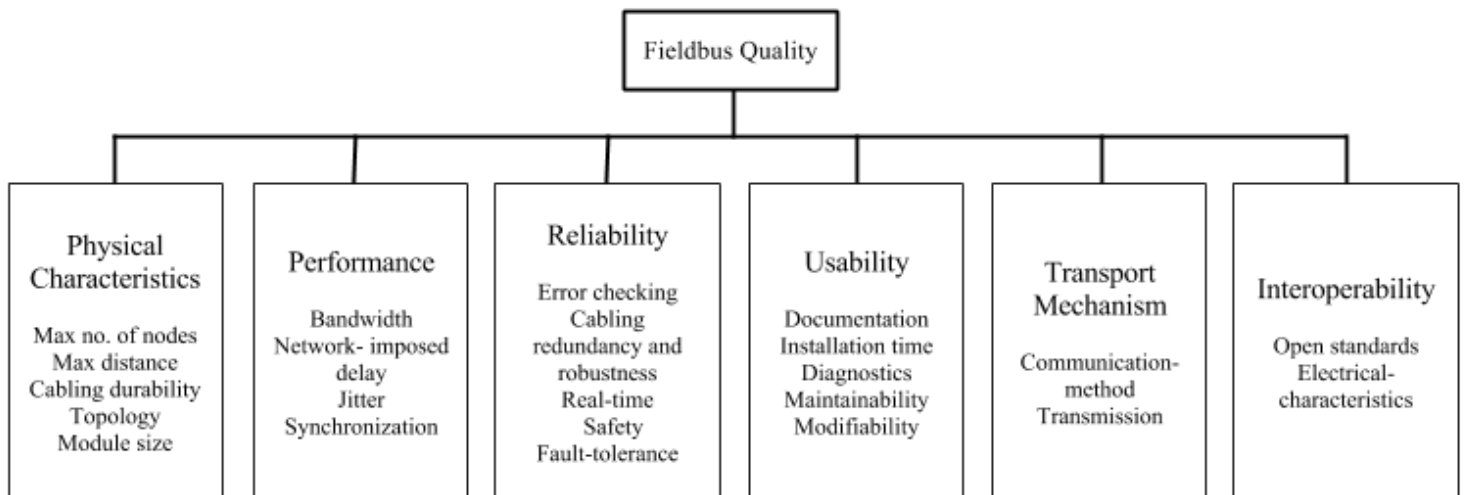 Fieldbus Quality
Physical
Characteristics
Max no. of nodes
Max distance
Cabling durability
Topology
Module size
Performance
Bandwidth
Network- imposed
delay
Jitter
Synchronization
Reliability
Error checking
Cabling
redundancy and
robustness
Real-time
Safety
Fault-tolerance
Usability
Documentation
Installation time
Diagnostics
Maintainability
Modifiability
Transport
Mechanism
Communication-
method
Transmission
Interoperability
Open standards
Electrical-
characteristics